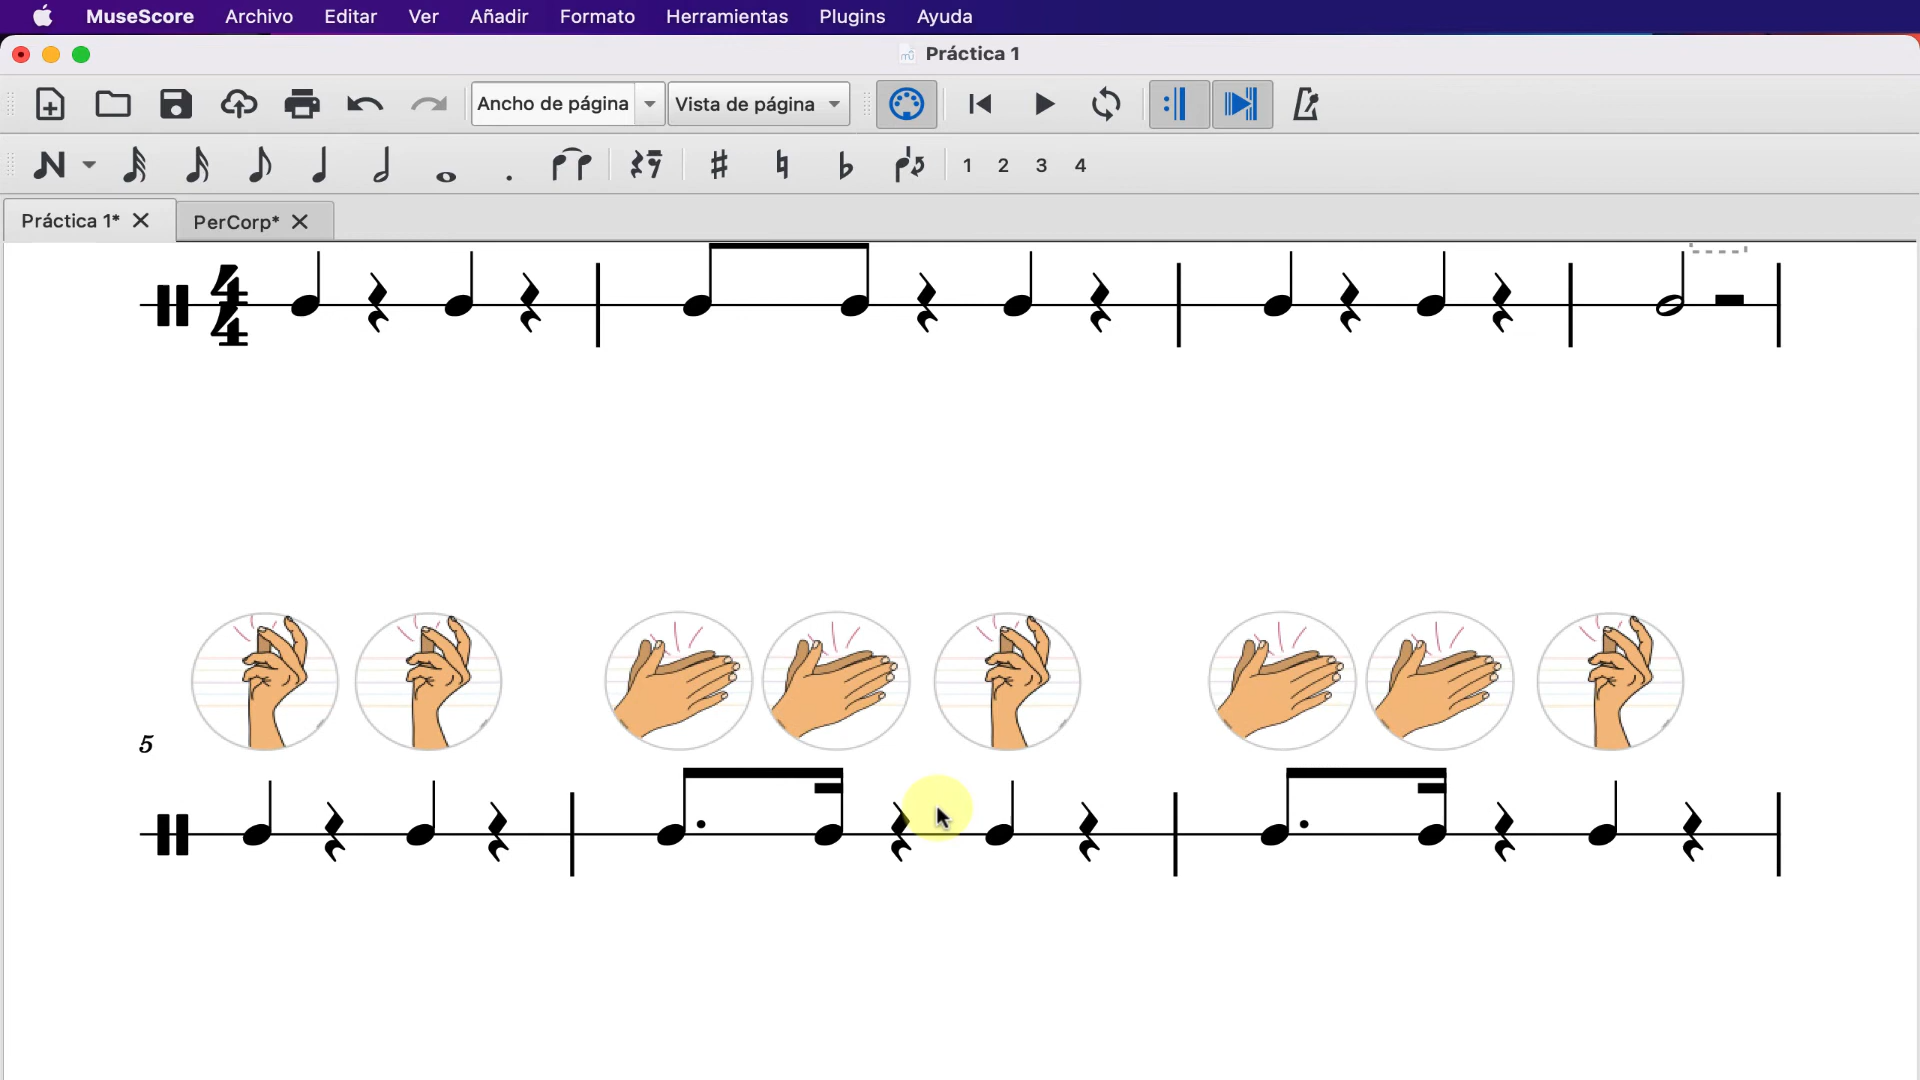 MuseScore Archivo Editar Ver Añadir Formato Herramientas Plugins Ayuda
Práctica 1
Ancho de página Vista de página
1 2 3 4
Práctica 1* PerCorp*
4
4
5